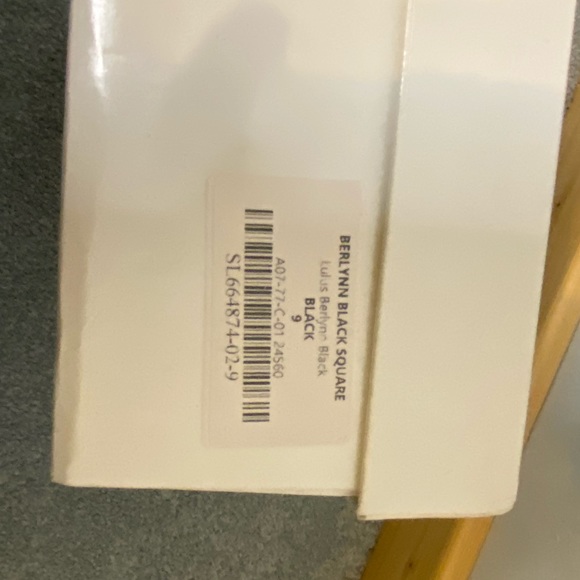 BERLYNN BLACK SQUARE
Lulus Berlynn Black
BLACK
9
A07-77-C-01 24560
SL664874-02-9